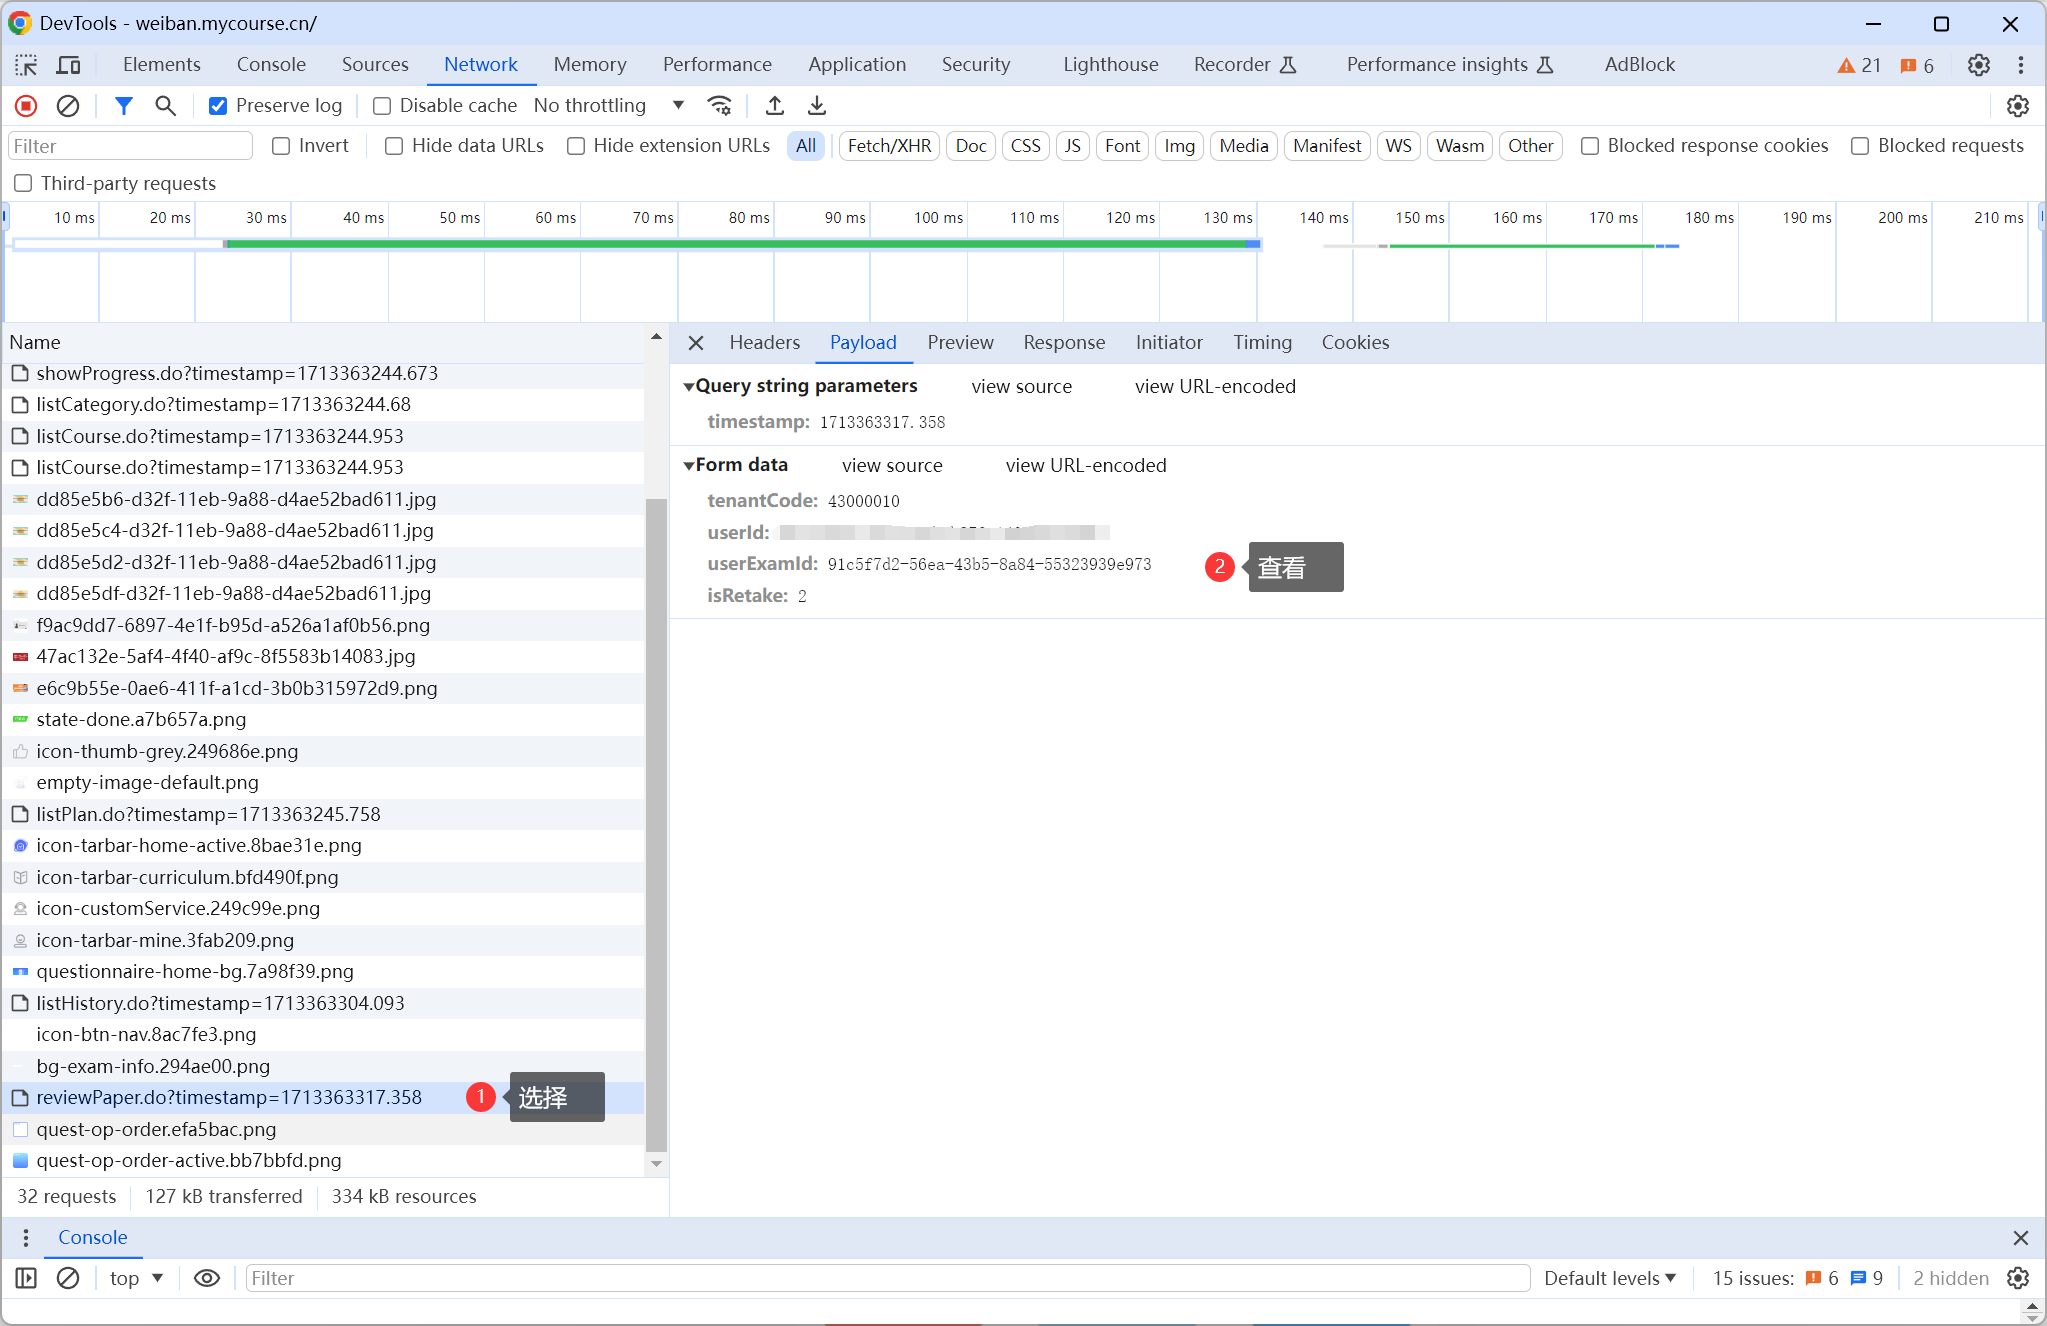 DevTools - weiban.mycourse.cn/
Elements Console Sources Network Memory Performance Application Security Lighthouse Recorder Performance insights AdBlock 21 6
Preserve log Disable cache No throttling
Filter Invert Hide data URLs Hide extension URLs All Fetch/XHR Doc CSS JS Font Img Media Manifest WS Wasm Other Blocked response cookies Blocked requests
Third-party requests
10 ms 20 ms 30 ms 40 ms 50 ms 60 ms 70 ms 80 ms 90 ms 100 ms 110 ms 120 ms 130 ms 140 ms 150 ms 160 ms 170 ms 180 ms 190 ms 200 ms 210 ms
Name
showProgress.do?timestamp=1713363244.673
listCategory.do?timestamp=1713363244.68
listCourse.do?timestamp=1713363244.953
listCourse.do?timestamp=1713363244.953
dd85e5b6-d32f-11eb-9a88-d4ae52bad611.jpg
dd85e5c4-d32f-11eb-9a88-d4ae52bad611.jpg
dd85e5d2-d32f-11eb-9a88-d4ae52bad611.jpg
dd85e5df-d32f-11eb-9a88-d4ae52bad611.jpg
f9ac9dd7-6897-4e1f-b95d-a526a1af0b56.png
47ac132e-5af4-4f40-af9c-8f5583b14083.jpg
e6c9b55e-0ae6-411f-a1cd-3b0b315972d9.png
state-done.a7b657a.png
icon-thumb-grey.249686e.png
empty-image-default.png
listPlan.do?timestamp=1713363245.758
icon-tarbar-home-active.8bae31e.png
icon-tarbar-curriculum.bfd490f.png
icon-customService.249c99e.png
icon-tarbar-mine.3fab209.png
questionnaire-home-bg.7a98f39.png
listHistory.do?timestamp=1713363304.093
icon-btn-nav.8ac7fe3.png
bg-exam-info.294ae00.png
reviewPaper.do?timestamp=1713363317.358 1 选择
quest-op-order.efa5bac.png
quest-op-order-active.bb7bbfd.png
32 requests 127 kB transferred 334 kB resources
Headers Payload Preview Response Initiator Timing Cookies
Query string parameters view source view URL-encoded
timestamp: 1713363317.358
Form data view source view URL-encoded
tenantCode: 43000010
userId:
userExamId: 91c5f7d2-56ea-43b5-8a84-55323939e973 2 查看
isRetake: 2
Console
top Filter Default levels 15 issues: 6 9 2 hidden